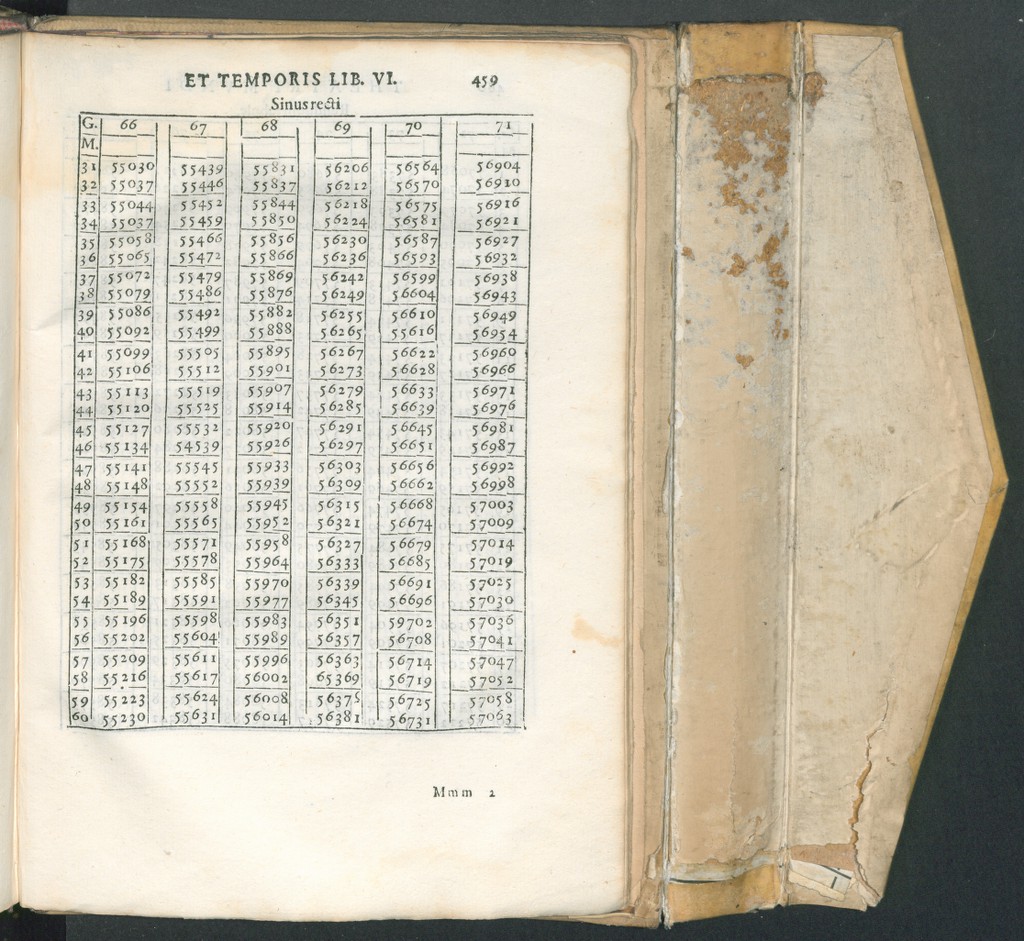 ET TEMPORIS LIB. VI. 459
Sinus recti
G. 66 67 68 69 70 71
M.
31 55030 55439 55831 56206 56564 56904
32 55037 55446 55837 56212 56570 56910
33 55044 55452 55844 56218 56575 56916
34 55037 55459 55850 56224 56581 56921
35 55058 55466 55856 56230 56587 56927
36 55065 55472 55866 56236 56593 56932
37 55072 55479 55869 56242 56599 56938
38 55079 55486 55876 56249 56604 56943
39 55086 55492 55882 56255 56610 56949
40 55092 55499 55888 56265 55616 56954
41 55099 55505 55895 56267 56622 56960
42 55106 55512 55901 56273 56628 56966
43 55113 55519 55907 56279 56633 56971
44 55120 55525 55914 56285 56639 56976
45 55127 55532 55920 56291 56645 56981
46 55134 54539 55926 56297 56651 56987
47 55141 55545 55933 56303 56656 56992
48 55148 55552 55939 56309 56662 56998
49 55154 55558 55945 56315 56668 57003
50 55161 55565 55952 56321 56674 57009
51 55168 55571 55958 56327 56679 57014
52 55175 55578 55964 56333 56685 57019
53 55182 55585 55970 56339 56691 57025
54 55189 55591 55977 56345 56696 57030
55 55196 55598 55983 56351 59702 57036
56 55202 55604 55989 56357 56708 57041
57 55209 55611 55996 56363 56714 57047
58 55216 55617 56002 65369 56719 57052
59 55223 55624 56008 56375 56725 57058
60 55230 55631 56014 56381 56731 57063
Mmm 2